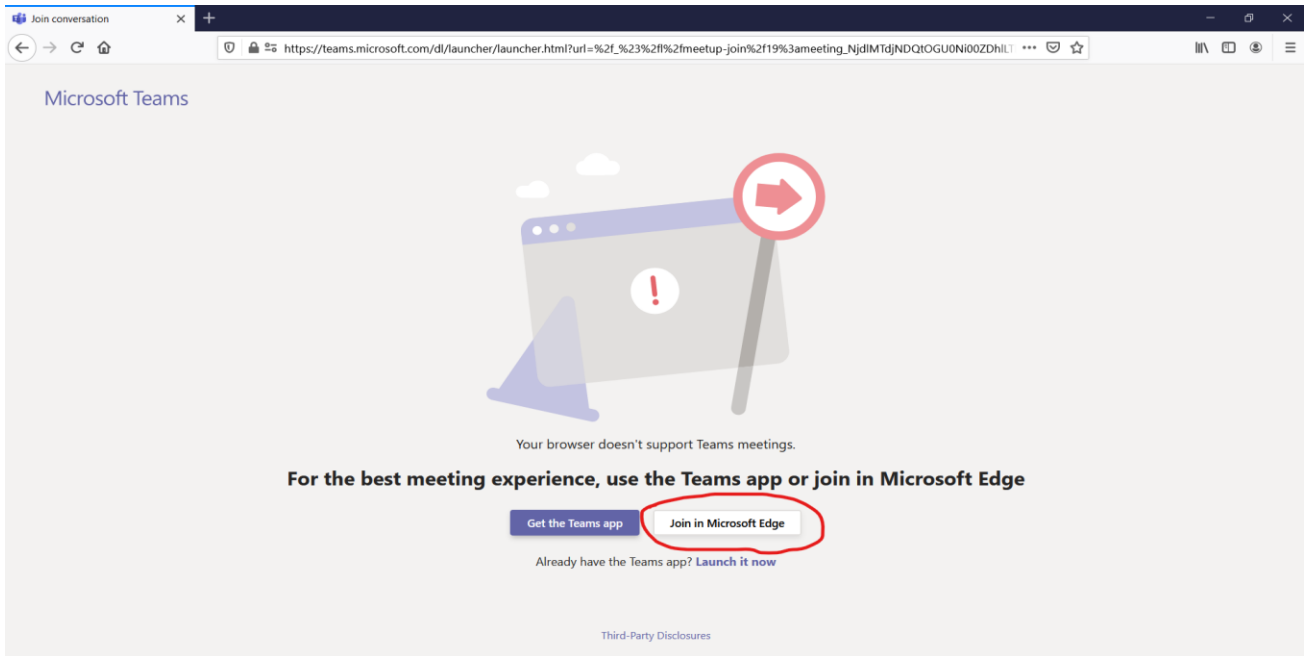 Join conversation
https://teams.microsoft.com/dl/launcher/launcher.html?url=%2f_%23%2fl%2fmeetup-join%2f19%3ameeting_NjdlMTdjNDQtOGU0Ni00ZDhlLT
Microsoft Teams
Your browser doesn't support Teams meetings.
For the best meeting experience, use the Teams app or join in Microsoft Edge
Get the Teams app Join in Microsoft Edge
Already have the Teams app? Launch it now
Third-Party Disclosures